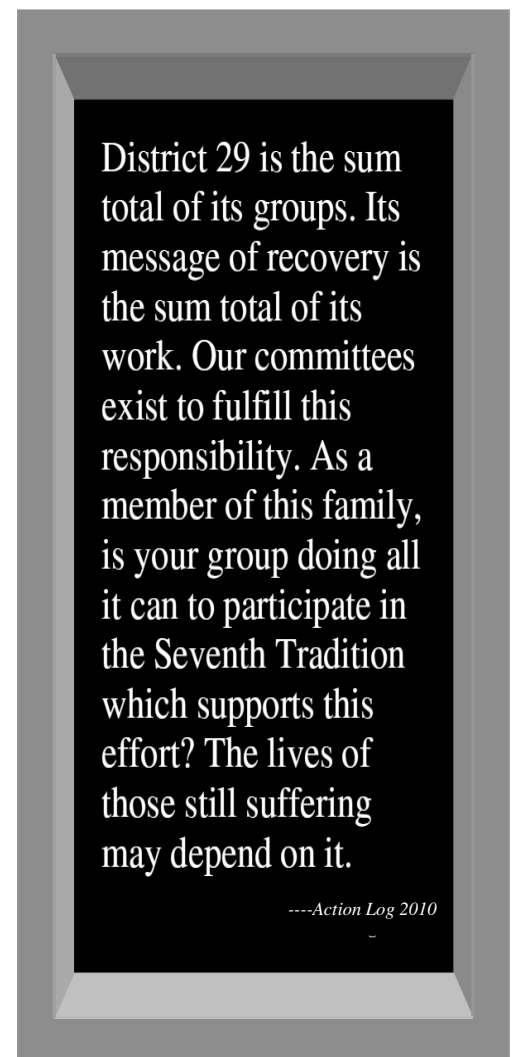 District 29 is the sum
total of its groups. Its
message of recovery is
the sum total of its
work. Our committees
exist to fulfill this
responsibility. As a
member of this family,
is your group doing all
it can to participate in
the Seventh Tradition
which supports this
effort? The lives of
those still suffering
may depend on it.
----Action Log 2010